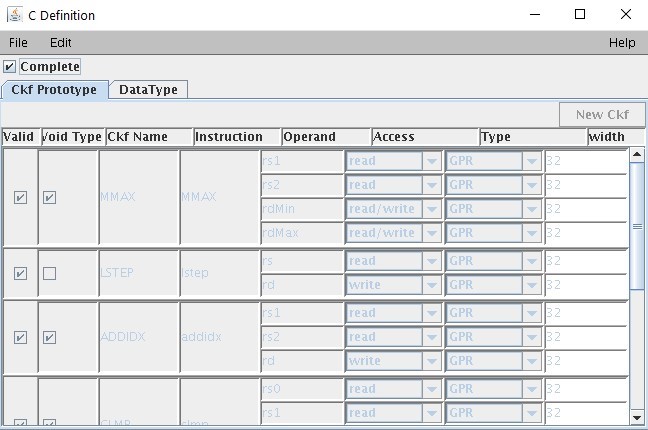 C Definition
File Edit Help
Complete
Ckf Prototype DataType
New Ckf
Valid Void Type Ckf Name Instruction Operand Access Type width
MMAX MMAX
rs1 read GPR 32
rs2 read GPR 32
rdMin read/write GPR 32
rdMax read/write GPR 32
LSTEP lstep
rs read GPR 32
rd write GPR 32
ADDIDX addidx
rs1 read GPR 32
rs2 read GPR 32
rd write GPR 32
rs0 read GPR 32
rs1 read GPR 32
CLMP clmp